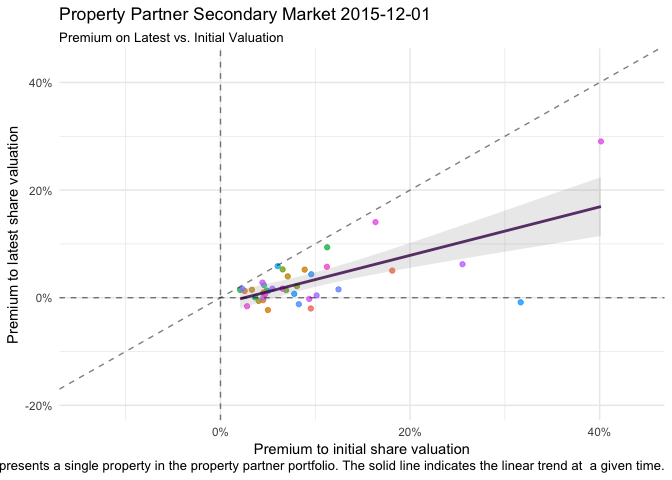 Property Partner Secondary Market 2015-12-01
Premium on Latest vs. Initial Valuation
Premium to latest share valuation
40%
20%
0%
-20%
0%
20%
40%
Premium to initial share valuation
presents a single property in the property partner portfolio. The solid line indicates the linear trend at  a given time.